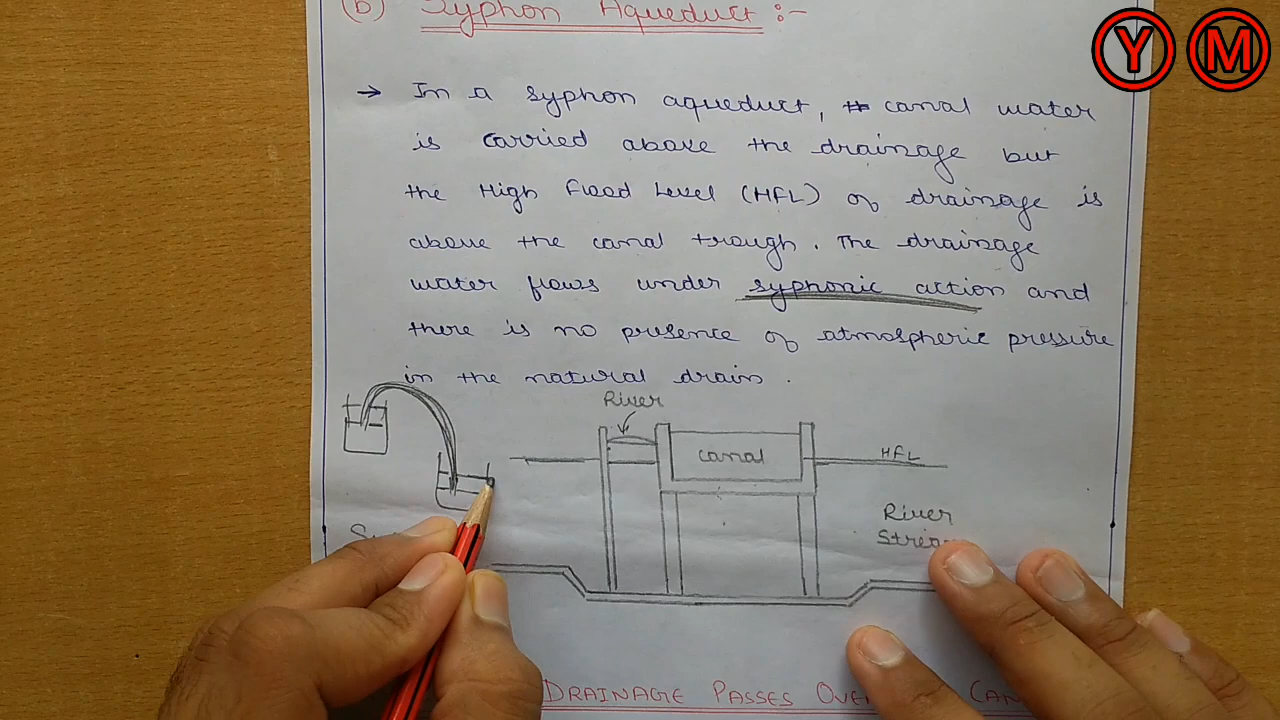 Y M
(b) Syphon Aqueduct :-
→ In a syphon aqueduct, canal water
is carried above the drainage but
the High Flood Level (HFL) of drainage is
above the canal trough. The drainage
water flows under syphonic action and
there is no presence of atmospheric pressure
in the natural drain.
River
canal
HFL
River
DRAINAGE PASSES